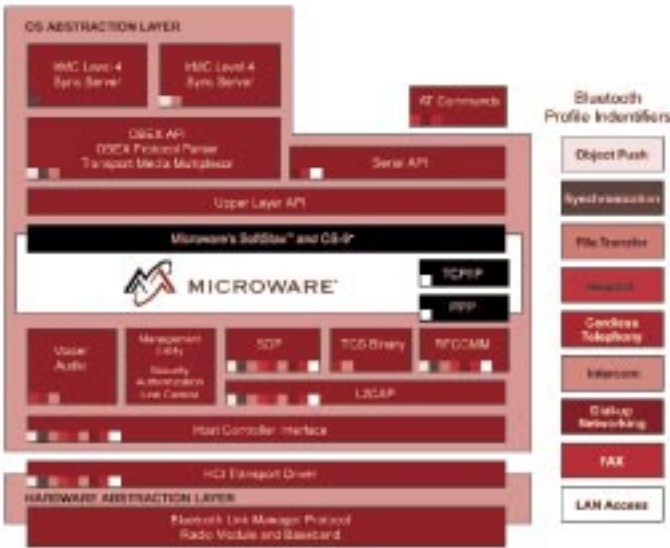 OS ABSTRACTION LAYER
IrMC Level 4
Sync Server
IrMC Level 4
Sync Server
AT Commands
OBEX API
OBEX Protocol Parser
Transport Media Multiplexor
Serial API
Upper Layer API
Microware's SoftStax™ and OS-9®
MICROWARE
TCP/IP
PPP
Voice/
Audio
Management
Entity
Security
Authorization
Link Control
SDP
TCS Binary
RFCOMM
L2CAP
Host Controller Interface
HCI Transport Driver
HARDWARE ABSTRACTION LAYER
Bluetooth Link Manager Protocol
Radio Module and Baseband
Bluetooth
Profile Indentifiers
Object Push
Synchronization
File Transfer
Headset
Cordless
Telephony
Intercom
Dial-up
Networking
FAX
LAN Access